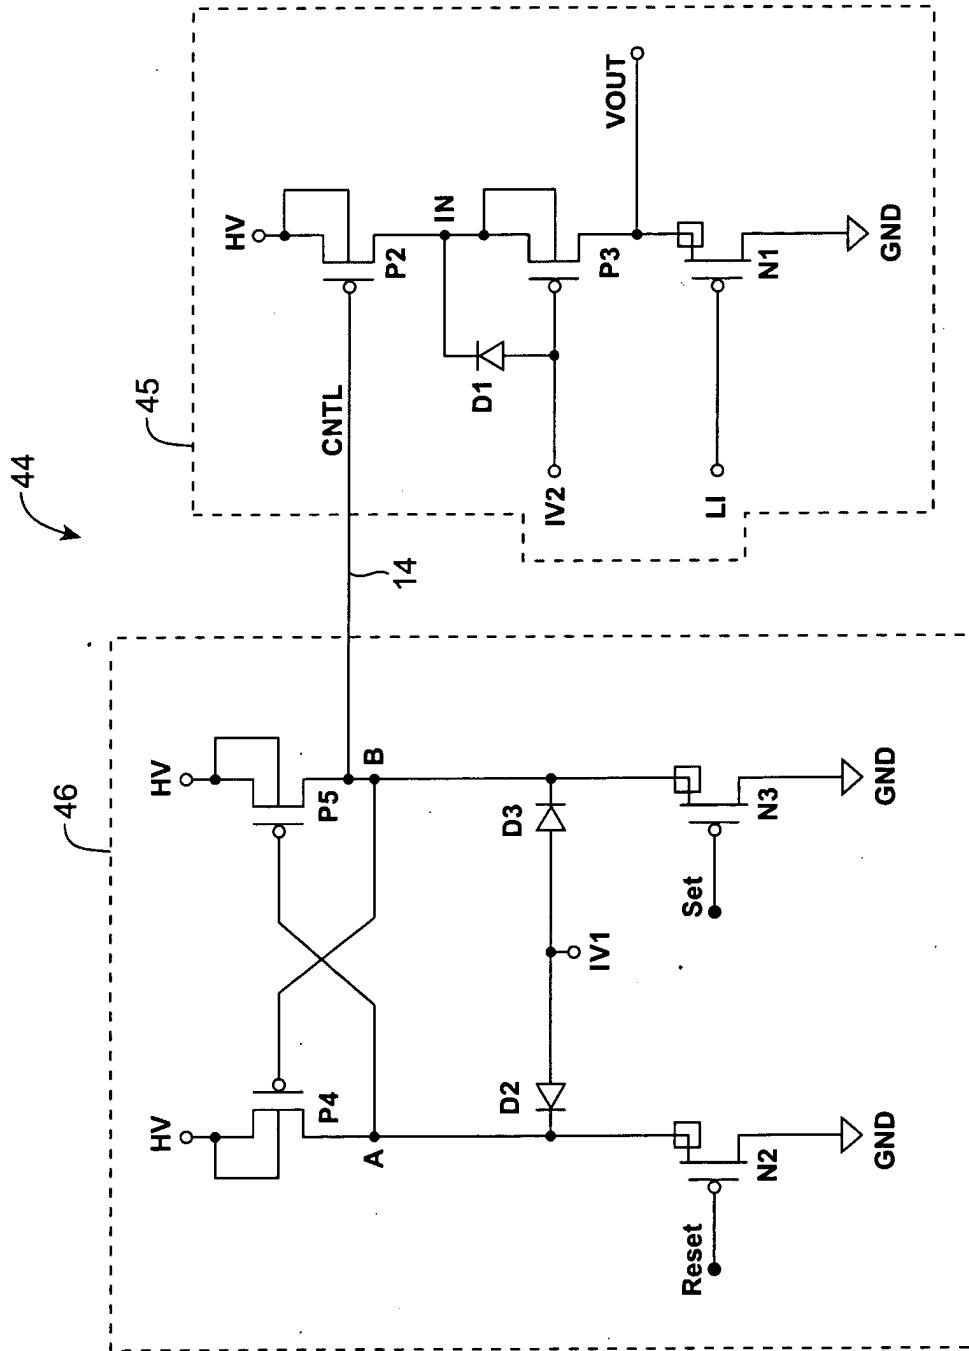 44
46
HV
HV
P4
P5
A
B
D2
D3
IV1
Reset
Set
N2
N3
GND
GND
14
45
HV
CNTL
P2
IN
D1
IV2
P3
VOUT
LI
N1
GND